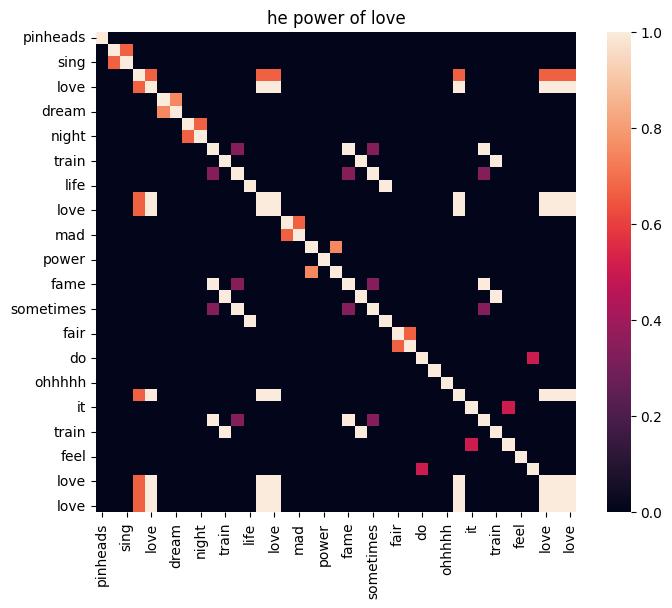 he power of love
pinheads
sing
love
dream
night
train
life
love
mad
power
fame
sometimes
fair
do
ohhhhh
it
train
feel
love
love
1.0
0.8
0.6
0.4
0.2
0.0
pinheads
sing
love
dream
night
train
life
love
mad
power
fame
sometimes
fair
do
ohhhhh
it
train
feel
love
love